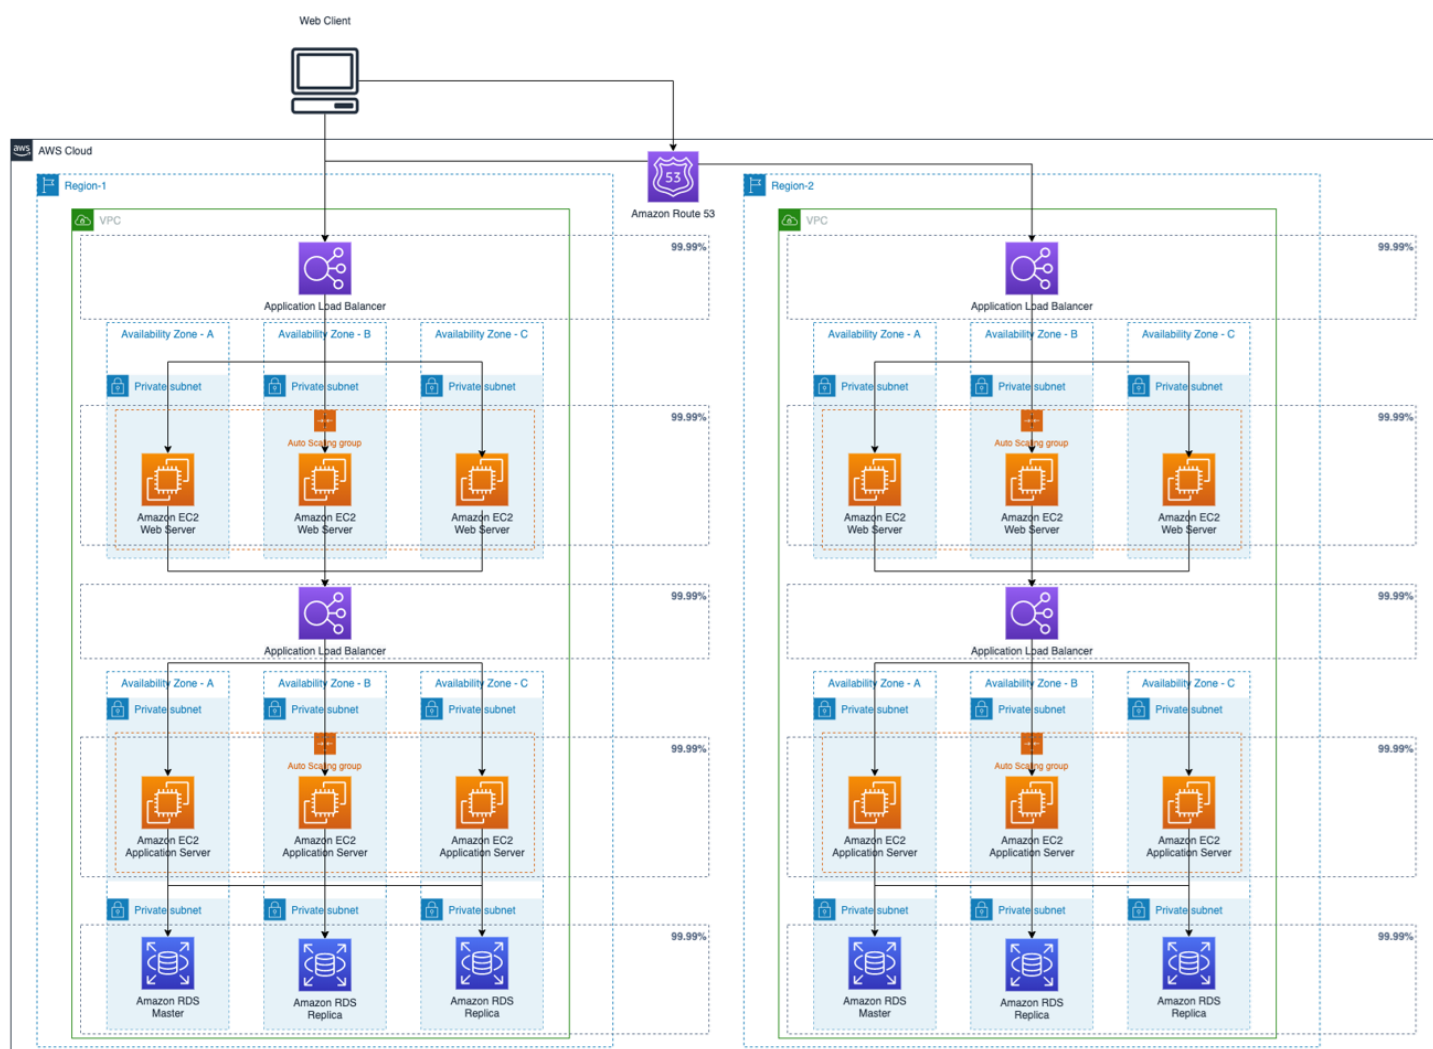 Web Client
aws
AWS Cloud
Region-1
53
Region-2
Amazon Route 53
VPC
VPC
99.99%
99.99%
Application Load Balancer
Application Load Balancer
Availability Zone - A
Availability Zone - B
Availability Zone - C
Availability Zone - A
Availability Zone - B
Availability Zone - C
Private subnet
Private subnet
Private subnet
Private subnet
Private subnet
Private subnet
99.99%
99.99%
Auto Scaling group
Auto Scaling group
Amazon EC2
Web Server
Amazon EC2
Web Server
Amazon EC2
Web Server
Amazon EC2
Web Server
Amazon EC2
Web Server
Amazon EC2
Web Server
99.99%
99.99%
Application Load Balancer
Application Load Balancer
Availability Zone - A
Availability Zone - B
Availability Zone - C
Availability Zone - A
Availability Zone - B
Availability Zone - C
Private subnet
Private subnet
Private subnet
Private subnet
Private subnet
Private subnet
99.99%
99.99%
Auto Scaling group
Auto Scaling group
Amazon EC2
Application Server
Amazon EC2
Application Server
Amazon EC2
Application Server
Amazon EC2
Application Server
Amazon EC2
Application Server
Amazon EC2
Application Server
Private subnet
Private subnet
Private subnet
Private subnet
Private subnet
Private subnet
99.99%
99.99%
Amazon RDS
Master
Amazon RDS
Replica
Amazon RDS
Replica
Amazon RDS
Master
Amazon RDS
Replica
Amazon RDS
Replica